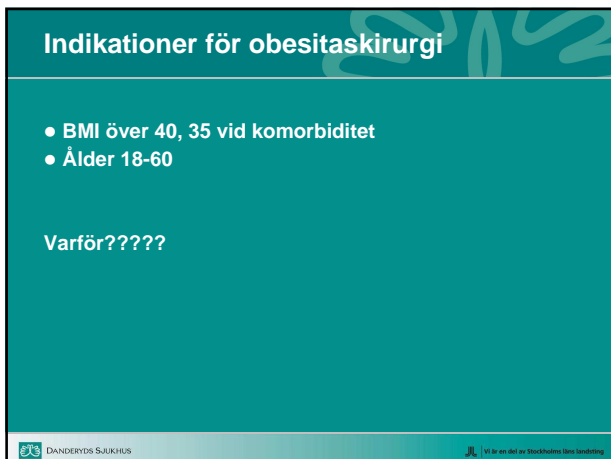 Indikationer för obesitaskirurgi
● BMI över 40, 35 vid komorbiditet
● Ålder 18-60
Varför?????
DANDERYDS SJUKHUS
Vi är en del av Stockholms läns landsting